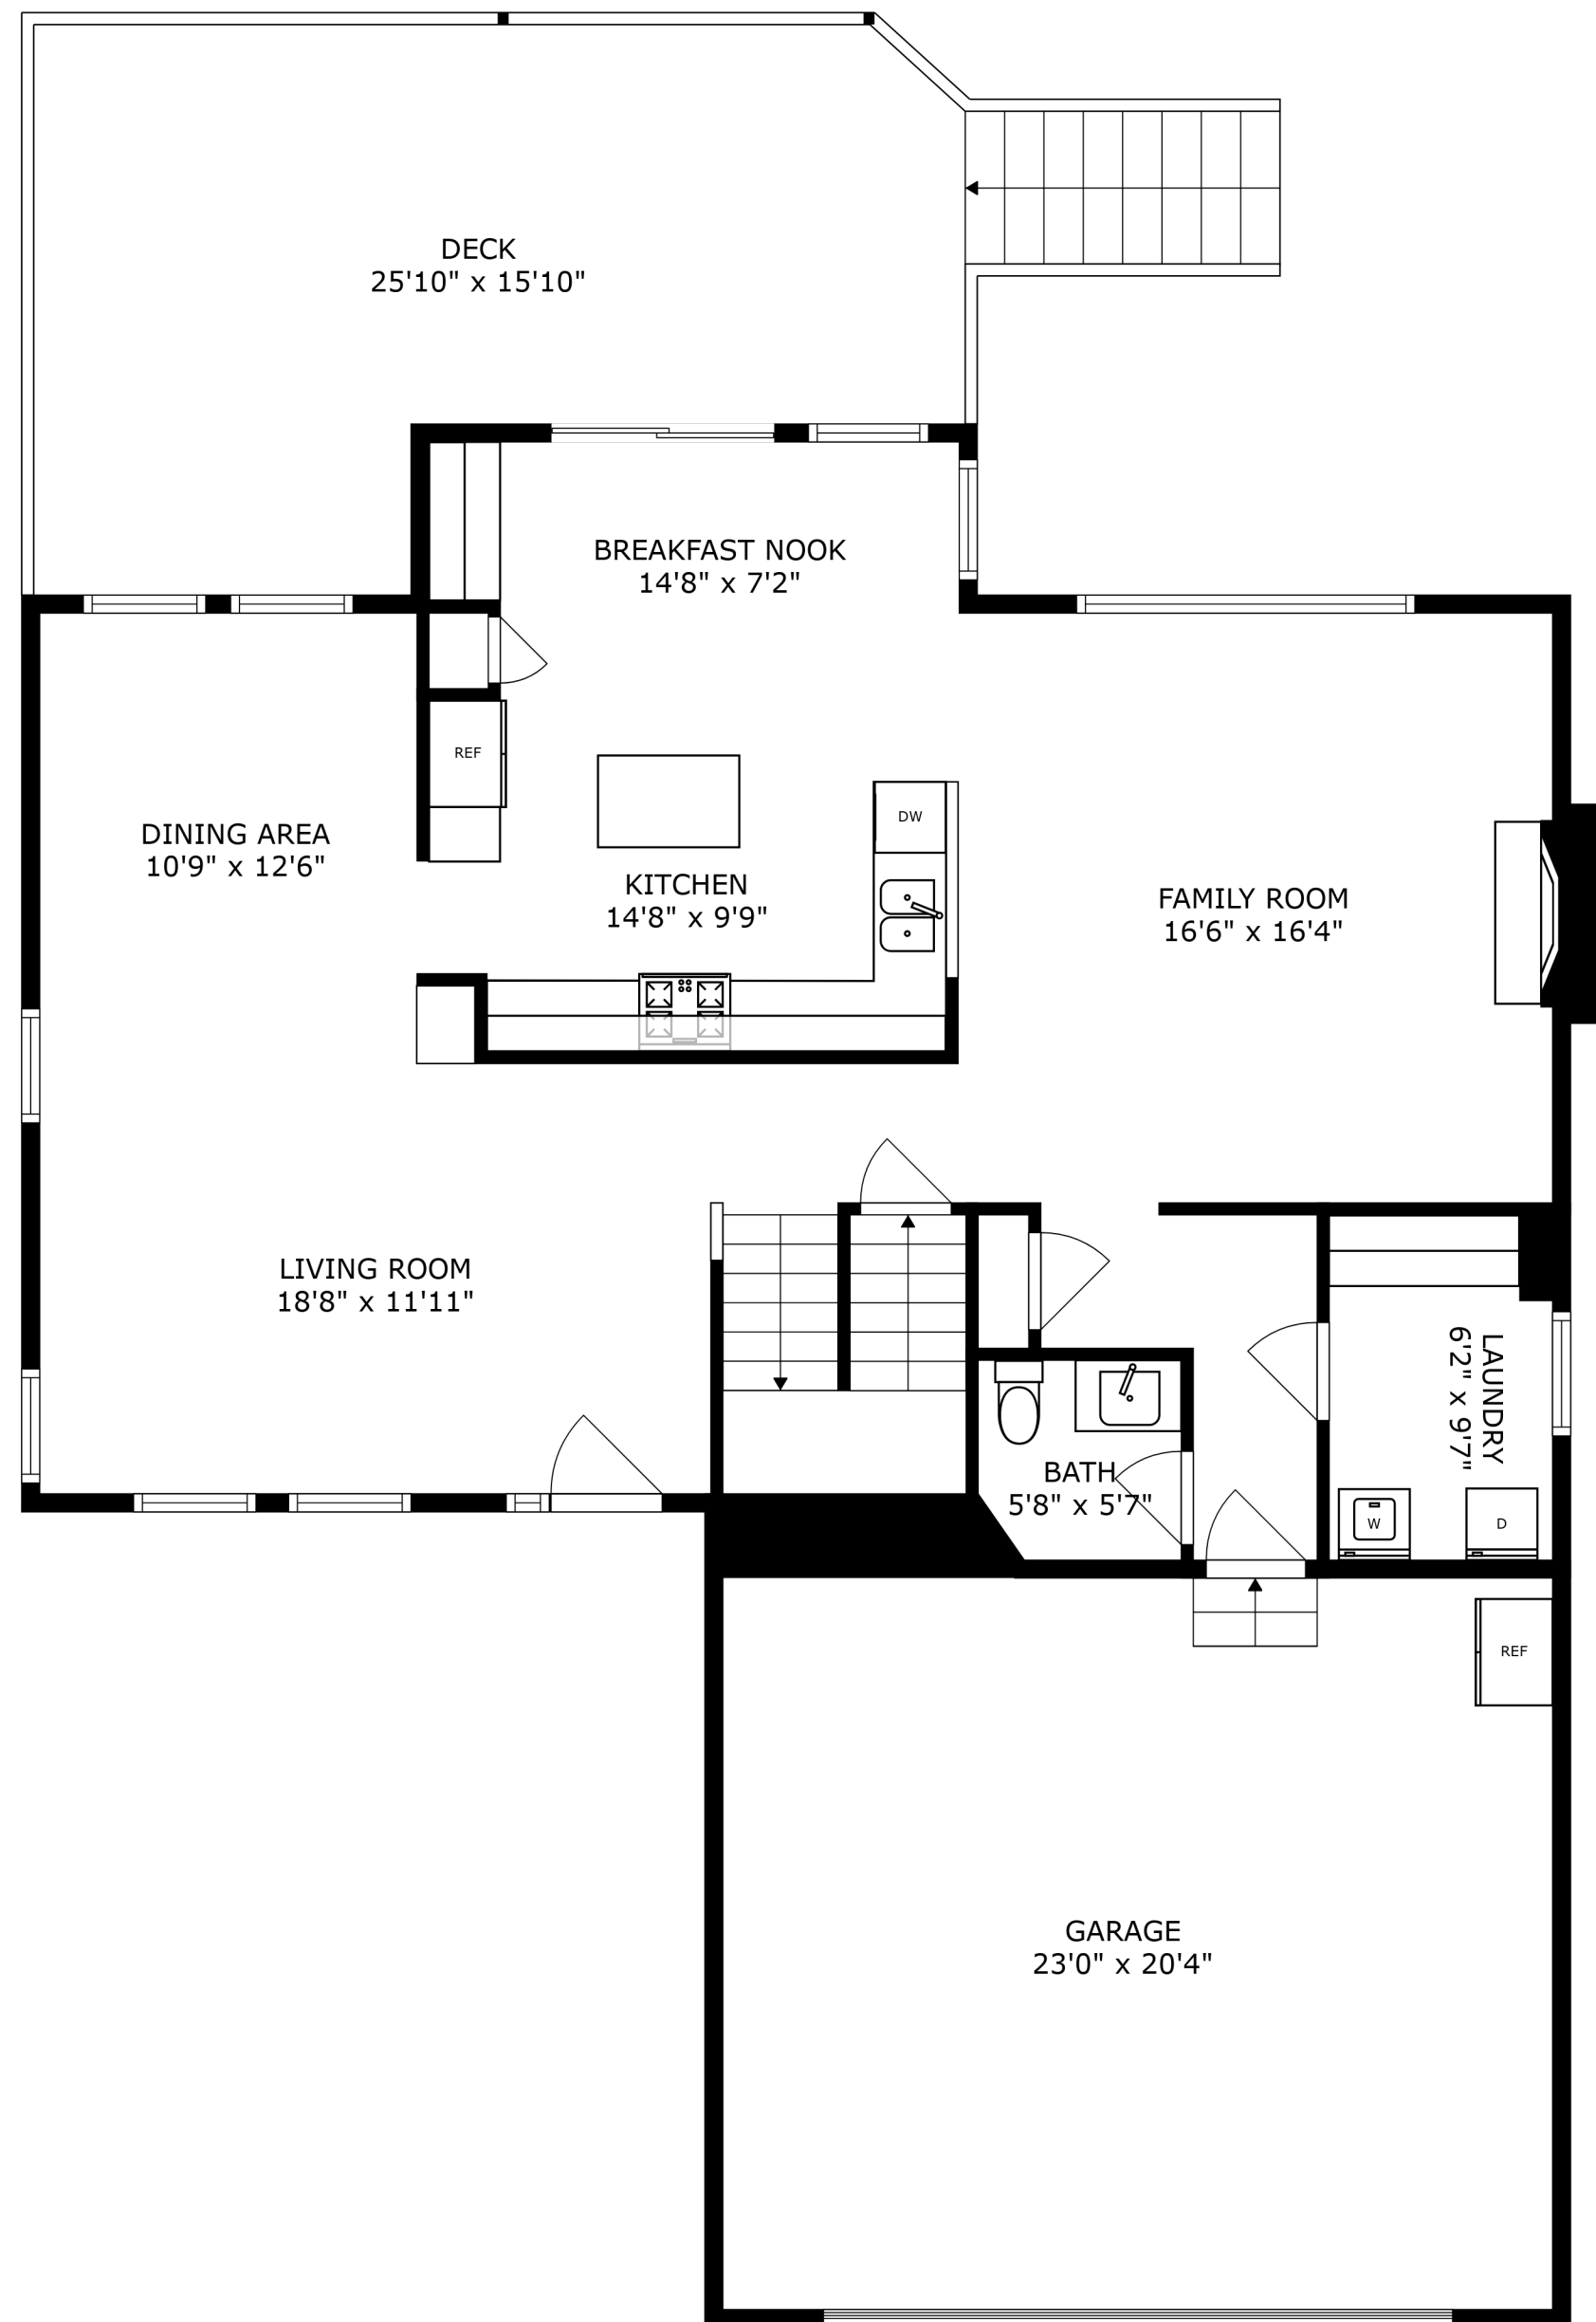 DECK
25'10" x 15'10"
BREAKFAST NOOK
14'8" x 7'2"
REF
DW
DINING AREA
10'9" x 12'6"
KITCHEN
14'8" x 9'9"
FAMILY ROOM
16'6" x 16'4"
LIVING ROOM
18'8" x 11'11"
LAUNDRY
6'2" x 9'7"
BATH
5'8" x 5'7"
W
D
REF
GARAGE
23'0" x 20'4"